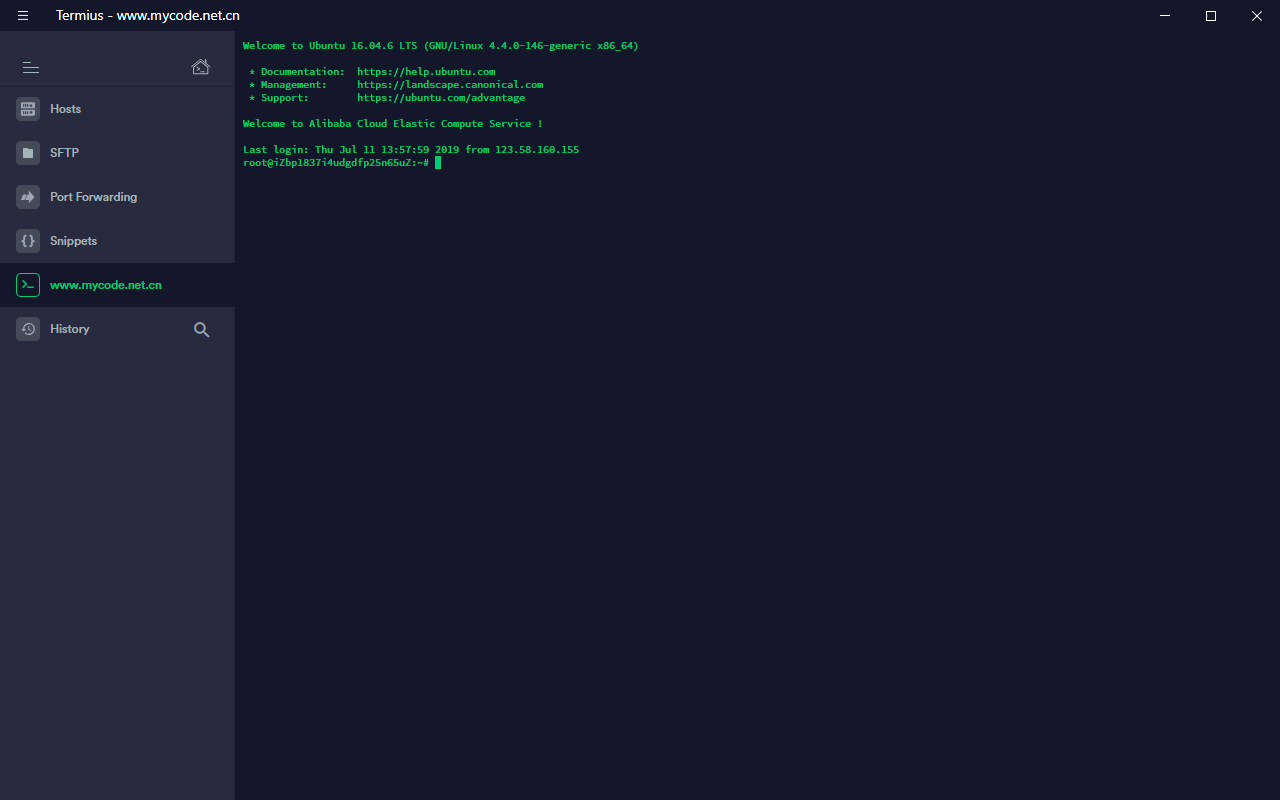 Termius - www.mycode.net.cn
Hosts
SFTP
Port Forwarding
Snippets
www.mycode.net.cn
History
Welcome to Ubuntu 16.04.6 LTS (GNU/Linux 4.4.0-146-generic x86_64)
* Documentation:  https://help.ubuntu.com
* Management:     https://landscape.canonical.com
* Support:        https://ubuntu.com/advantage
Welcome to Alibaba Cloud Elastic Compute Service !
Last login: Thu Jul 11 13:57:59 2019 from 123.58.160.155
root@iZbp1837i4udgdfp25n65uZ:~#